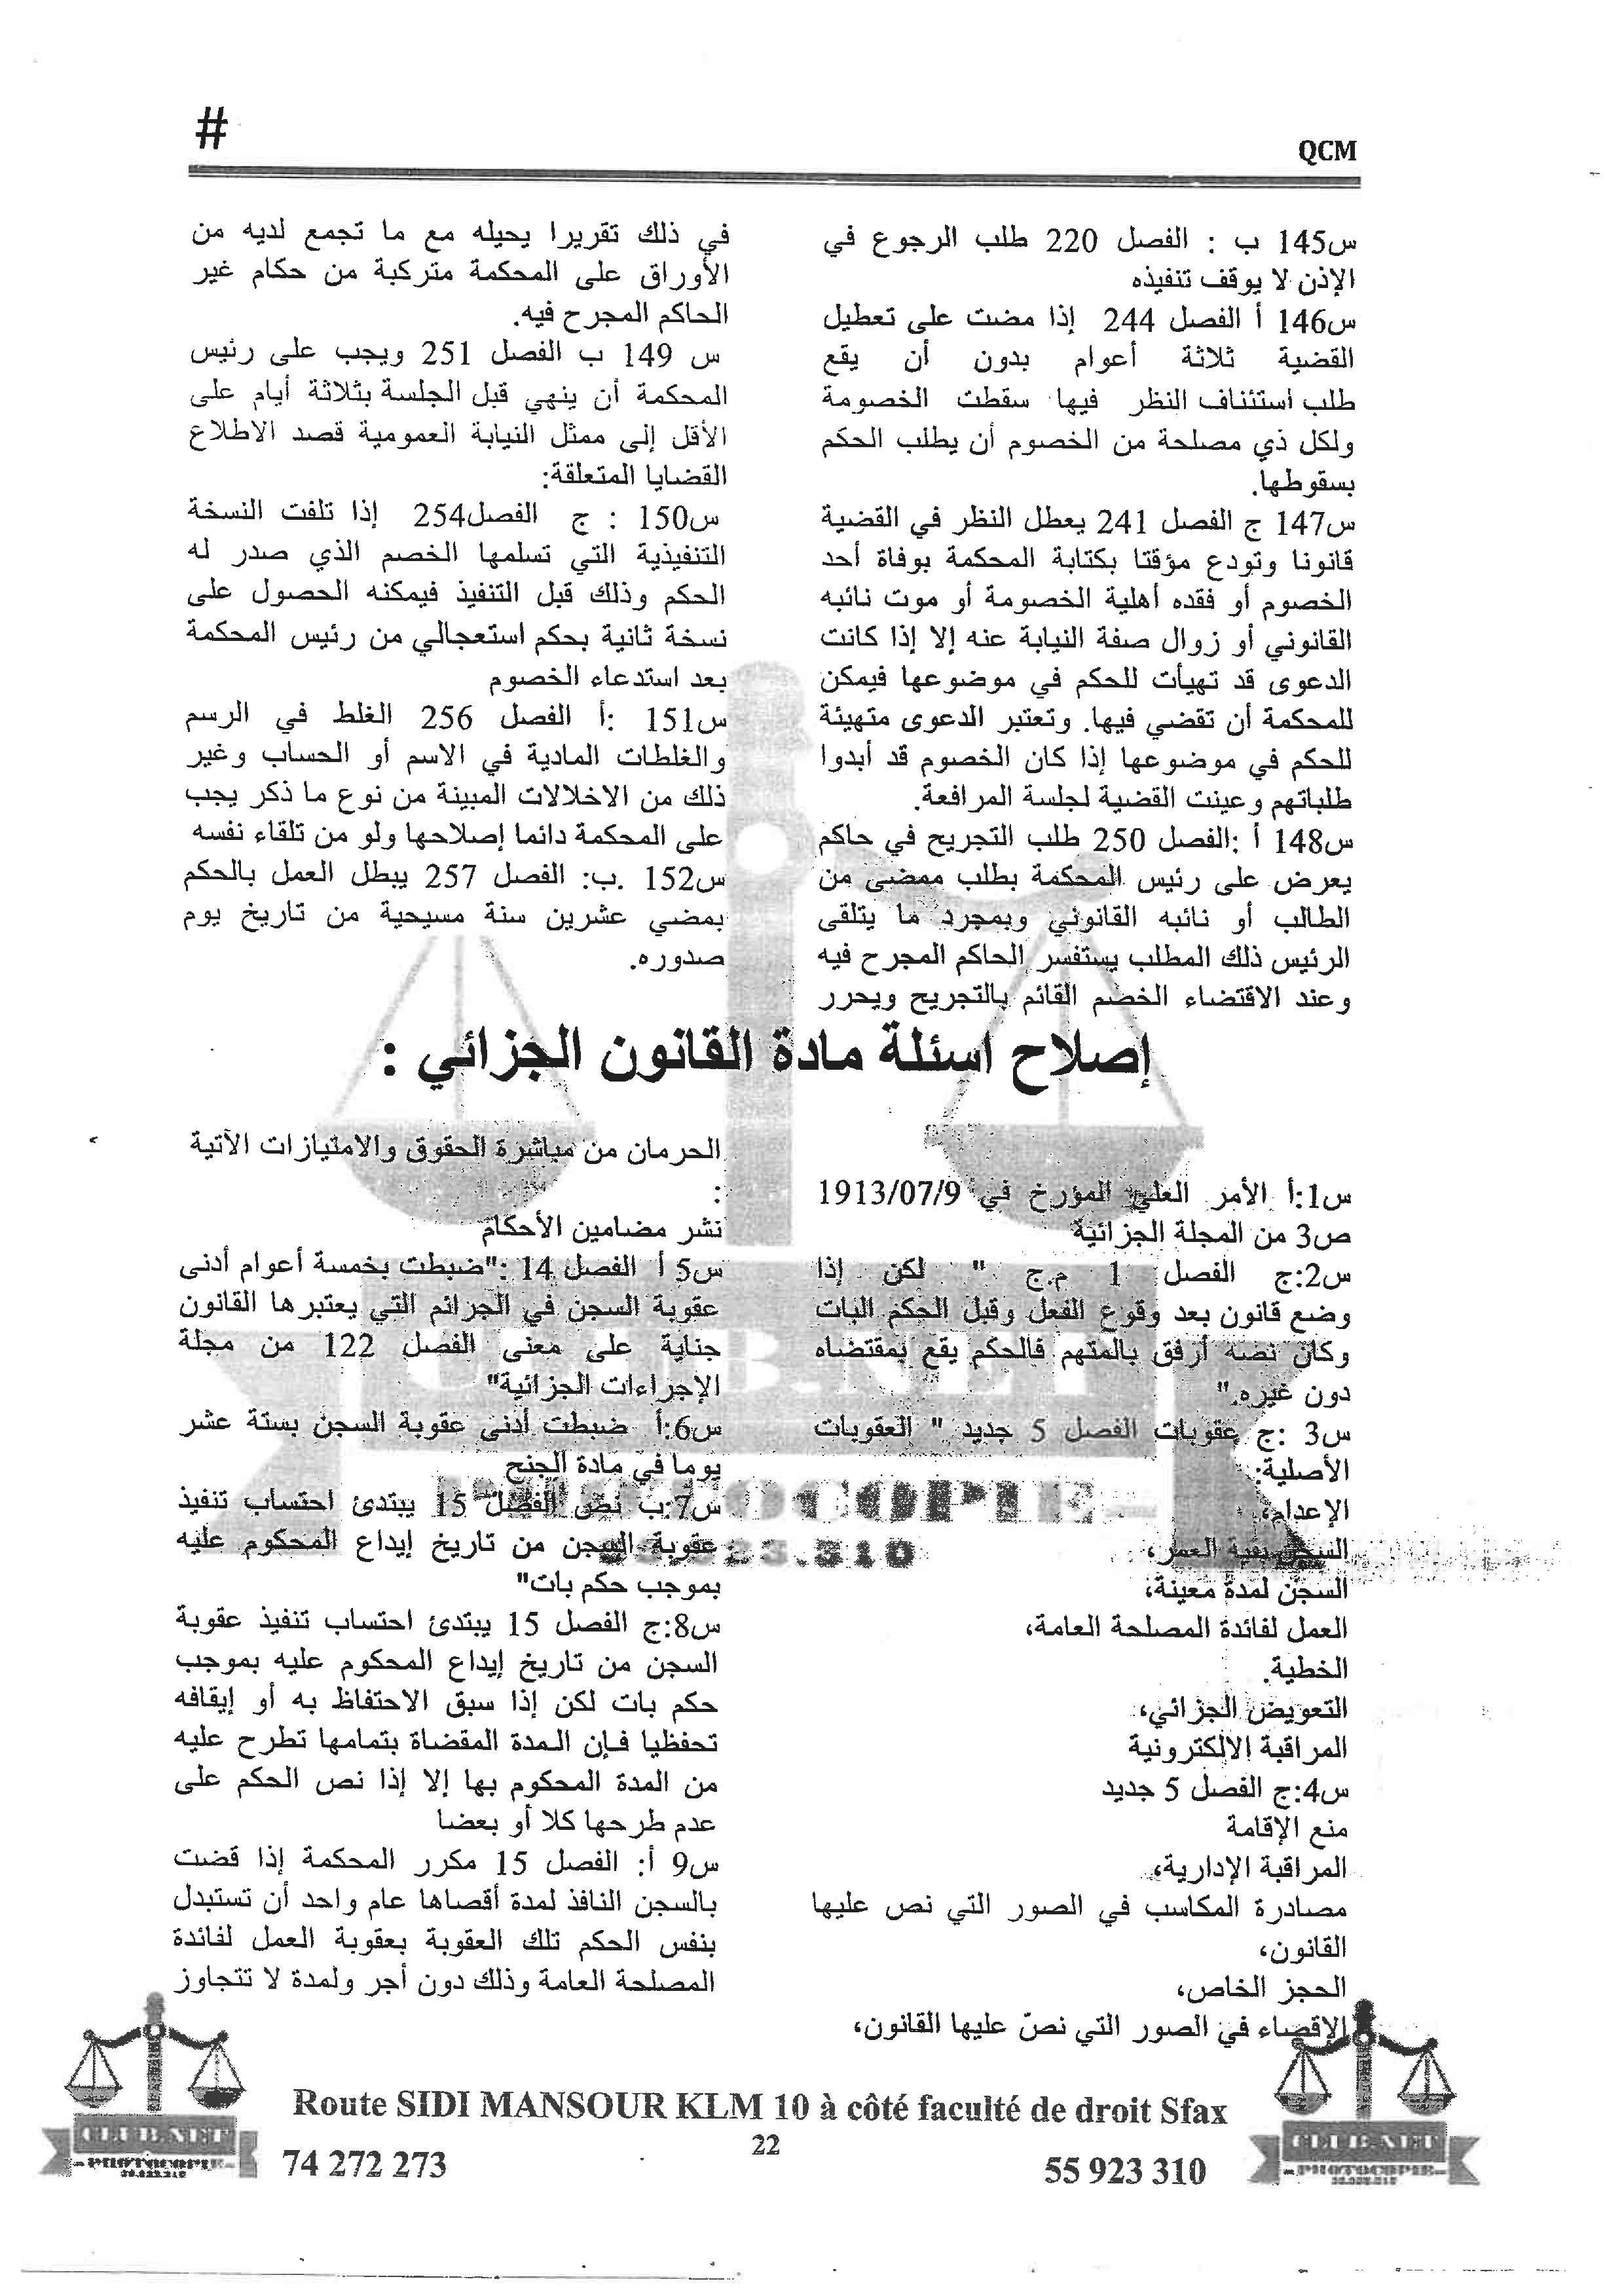 #
QCM
س145 ب : الفصل 220 طلب الرجوع في
الإذن لا يوقف تنفيذه
س146 أ الفصل 244 إذا مضت على تعطيل
القضية ثلاثة أعوام بدون أن يقع
طلب استئناف النظر فيها سقطت الخصومة
ولكل ذي مصلحة من الخصوم أن يطلب الحكم
بسقوطها.
س147 ج الفصل 241 يعطل النظر في القضية
قانونا وتودع مؤقتا بكتابة المحكمة بوفاة أحد
الخصوم أو فقده أهلية الخصومة أو موت نائبه
القانوني أو زوال صفة النيابة عنه إلا إذا كانت
الدعوى قد تهيأت للحكم في موضوعها فيمكن
للمحكمة أن تقضي فيها. وتعتبر الدعوى متهيئة
للحكم في موضوعها إذا كان الخصوم قد أبدوا
طلباتهم وعينت القضية لجلسة المرافعة.
س148 أ :الفصل 250 طلب التجريح في حاكم
يعرض على رئيس المحكمة بطلب ممضى من
الطالب أو نائبه القانوني وبمجرد ما يتلقى
الرئيس ذلك المطلب يستفسر الحاكم المجرح فيه
وعند الاقتضاء الخصم القائم بالتجريح ويحرر
في ذلك تقريرا يحيله مع ما تجمع لديه من
الأوراق على المحكمة متركبة من حكام غير
الحاكم المجرح فيه.
س 149 ب الفصل 251 ويجب على رئيس
المحكمة أن ينهي قبل الجلسة بثلاثة أيام على
الأقل إلى ممثل النيابة العمومية قصد الاطلاع
القضايا المتعلقة:
س150 : ج الفصل254 إذا تلفت النسخة
التنفيذية التي تسلمها الخصم الذي صدر له
الحكم وذلك قبل التنفيذ فيمكنه الحصول على
نسخة ثانية بحكم استعجالي من رئيس المحكمة
بعد استدعاء الخصوم
س151 :أ الفصل 256 الغلط في الرسم
والغلطات المادية في الاسم أو الحساب وغير
ذلك من الاخلالات المبينة من نوع ما ذكر يجب
على المحكمة دائما إصلاحها ولو من تلقاء نفسه
س152 .ب: الفصل 257 يبطل العمل بالحكم
بمضي عشرين سنة مسيحية من تاريخ يوم
صدوره.
إصلاح اسئلة مادة القانون الجزائي :
س1:أ الأمر العلي المؤرخ في 1913/07/9
ص3 من المجلة الجزائية
س2:ج الفصل 1 م.ج " لكن إذا
وضع قانون بعد وقوع الفعل وقبل الحكم البات
وكان نصه أرفق بالمتهم فالحكم يقع بمقتضاه
دون غيره."
س3 :ج عقوبات الفصل 5 جديد " العقوبات
الأصلية:
الإعدام،
السجن بقية العمر،
السجن لمدة معينة،
العمل لفائدة المصلحة العامة،
الخطية.
التعويض الجزائي،
المراقبة الالكترونية
س4:ج الفصل 5 جديد
منع الإقامة
المراقبة الإدارية،
مصادرة المكاسب في الصور التي نص عليها
القانون،
الحجز الخاص،
الإقصاء في الصور التي نصّ عليها القانون،
الحرمان من مباشرة الحقوق والامتيازات الآتية
:
نشر مضامين الأحكام
س5 أ الفصل 14 :"ضبطت بخمسة أعوام أدنى
عقوبة السجن في الجرائم التي يعتبرها القانون
جناية على معنى الفصل 122 من مجلة
الإجراءات الجزائية"
س6:أ ضبطت أدنى عقوبة السجن بستة عشر
يوما في مادة الجنح
س7:ب نص الفصل 15 يبتدئ احتساب تنفيذ
عقوبة السجن من تاريخ إيداع المحكوم عليه
بموجب حكم بات"
س8:ج الفصل 15 يبتدئ احتساب تنفيذ عقوبة
السجن من تاريخ إيداع المحكوم عليه بموجب
حكم بات لكن إذا سبق الاحتفاظ به أو إيقافه
تحفظيا فإن المدة المقضاة بتمامها تطرح عليه
من المدة المحكوم بها إلا إذا نص الحكم على
عدم طرحها كلا أو بعضا
س9 أ: الفصل 15 مكرر المحكمة إذا قضت
بالسجن النافذ لمدة أقصاها عام واحد أن تستبدل
بنفس الحكم تلك العقوبة بعقوبة العمل لفائدة
المصلحة العامة وذلك دون أجر ولمدة لا تتجاوز
Route SIDI MANSOUR KLM 10 à côté faculté de droit Sfax
22
74 272 273
55 923 310
CLUB.NET
-PHOTOCOPIE-
CLUB.NET
-PHOTOCOPIE-